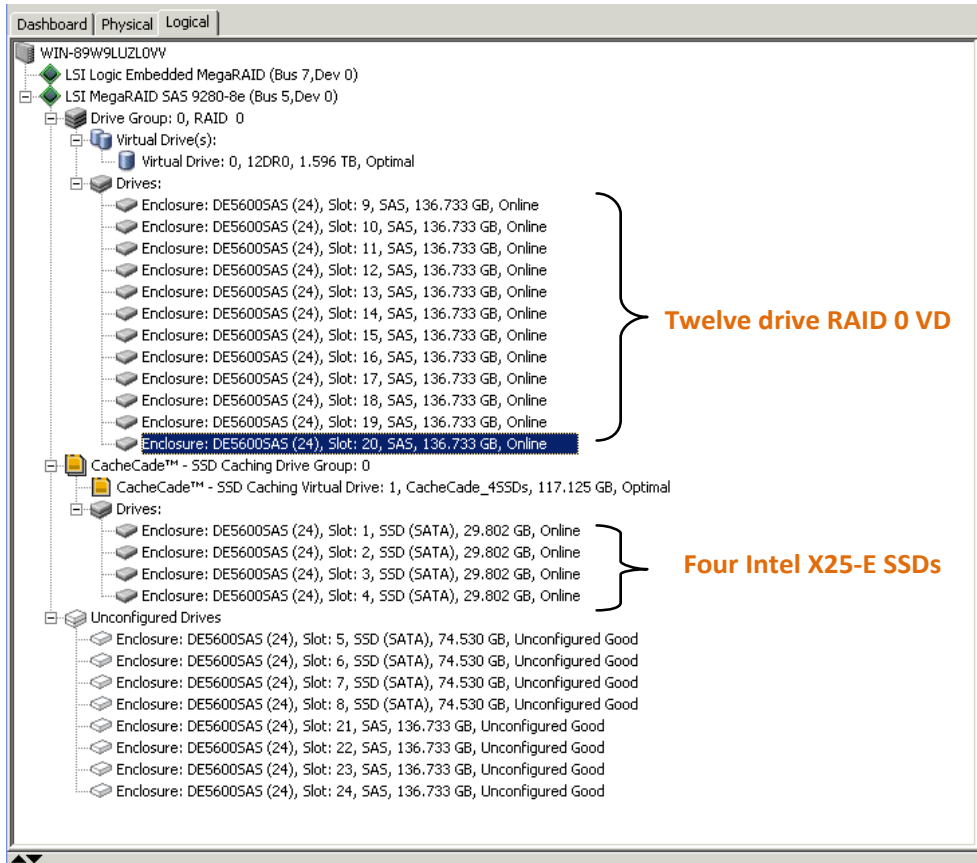 Dashboard Physical Logical
WIN-89W9LUZL0VV
LSI Logic Embedded MegaRAID (Bus 7,Dev 0)
LSI MegaRAID SAS 9280-8e (Bus 5,Dev 0)
Drive Group: 0, RAID 0
Virtual Drive(s):
Virtual Drive: 0, 12DR0, 1.596 TB, Optimal
Drives:
Enclosure: DE5600SAS (24), Slot: 9, SAS, 136.733 GB, Online
Enclosure: DE5600SAS (24), Slot: 10, SAS, 136.733 GB, Online
Enclosure: DE5600SAS (24), Slot: 11, SAS, 136.733 GB, Online
Enclosure: DE5600SAS (24), Slot: 12, SAS, 136.733 GB, Online
Enclosure: DE5600SAS (24), Slot: 13, SAS, 136.733 GB, Online
Enclosure: DE5600SAS (24), Slot: 14, SAS, 136.733 GB, Online
Enclosure: DE5600SAS (24), Slot: 15, SAS, 136.733 GB, Online
Enclosure: DE5600SAS (24), Slot: 16, SAS, 136.733 GB, Online
Enclosure: DE5600SAS (24), Slot: 17, SAS, 136.733 GB, Online
Enclosure: DE5600SAS (24), Slot: 18, SAS, 136.733 GB, Online
Enclosure: DE5600SAS (24), Slot: 19, SAS, 136.733 GB, Online
Enclosure: DE5600SAS (24), Slot: 20, SAS, 136.733 GB, Online
Twelve drive RAID 0 VD
CacheCade™ - SSD Caching Drive Group: 0
CacheCade™ - SSD Caching Virtual Drive: 1, CacheCade_4SSDs, 117.125 GB, Optimal
Drives:
Enclosure: DE5600SAS (24), Slot: 1, SSD (SATA), 29.802 GB, Online
Enclosure: DE5600SAS (24), Slot: 2, SSD (SATA), 29.802 GB, Online
Enclosure: DE5600SAS (24), Slot: 3, SSD (SATA), 29.802 GB, Online
Enclosure: DE5600SAS (24), Slot: 4, SSD (SATA), 29.802 GB, Online
Four Intel X25-E SSDs
Unconfigured Drives
Enclosure: DE5600SAS (24), Slot: 5, SSD (SATA), 74.530 GB, Unconfigured Good
Enclosure: DE5600SAS (24), Slot: 6, SSD (SATA), 74.530 GB, Unconfigured Good
Enclosure: DE5600SAS (24), Slot: 7, SSD (SATA), 74.530 GB, Unconfigured Good
Enclosure: DE5600SAS (24), Slot: 8, SSD (SATA), 74.530 GB, Unconfigured Good
Enclosure: DE5600SAS (24), Slot: 21, SAS, 136.733 GB, Unconfigured Good
Enclosure: DE5600SAS (24), Slot: 22, SAS, 136.733 GB, Unconfigured Good
Enclosure: DE5600SAS (24), Slot: 23, SAS, 136.733 GB, Unconfigured Good
Enclosure: DE5600SAS (24), Slot: 24, SAS, 136.733 GB, Unconfigured Good